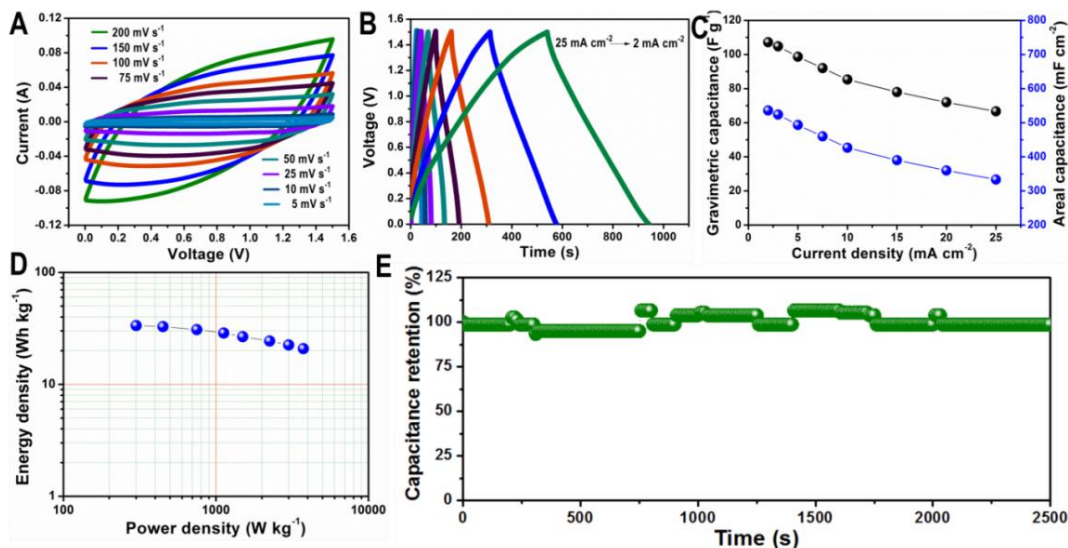 A
200 mV s⁻¹
150 mV s⁻¹
100 mV s⁻¹
75 mV s⁻¹
50 mV s⁻¹
25 mV s⁻¹
10 mV s⁻¹
5 mV s⁻¹
Current (A)
0.12
0.08
0.04
0.00
-0.04
-0.08
-0.12
0.0 0.2 0.4 0.6 0.8 1.0 1.2 1.4 1.6
Voltage (V)
B
25 mA cm⁻² → 2 mA cm⁻²
Voltage (V)
1.6
1.4
1.2
1.0
0.8
0.6
0.4
0.2
0.0
0 200 400 600 800 1000
Time (s)
C
Gravimetric capacitance (F g
120
100
80
60
40
20
0
Areal capacitance (mF cm⁻²)
800
700
600
500
400
300
200
0 5 10 15 20 25
Current density (mA cm⁻²)
D
Energy density (Wh kg⁻¹)
100
10
1
100 1000 10000
Power density (W kg⁻¹)
E
Capacitance retention (%)
125
100
75
50
25
0
0 500 1000 1500 2000 2500
Time (s)